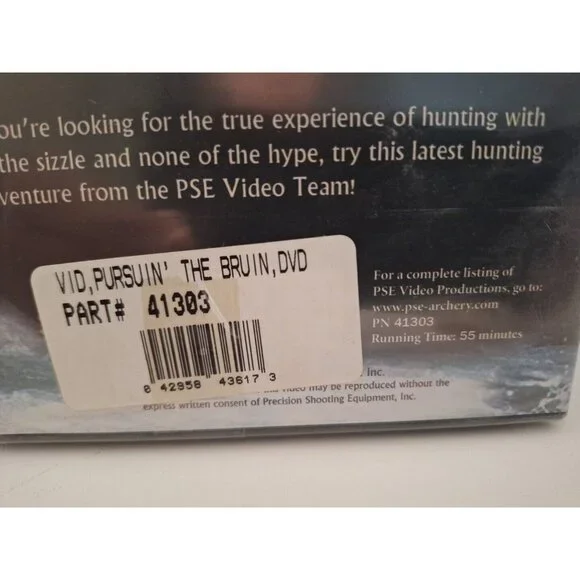 ou're looking for the true experience of hunting with
the sizzle and none of the hype, try this latest hunting
venture from the PSE Video Team!
VID,PURSUIN' THE BRUIN,DVD
PART# 41303
0 42958 43617 3
For a complete listing of
PSE Video Productions, go to:
www.pse-archery.com
PN 41303
Running Time: 55 minutes
inc.
video may be reproduced without the
express written consent of Precision Shooting Equipment, Inc.